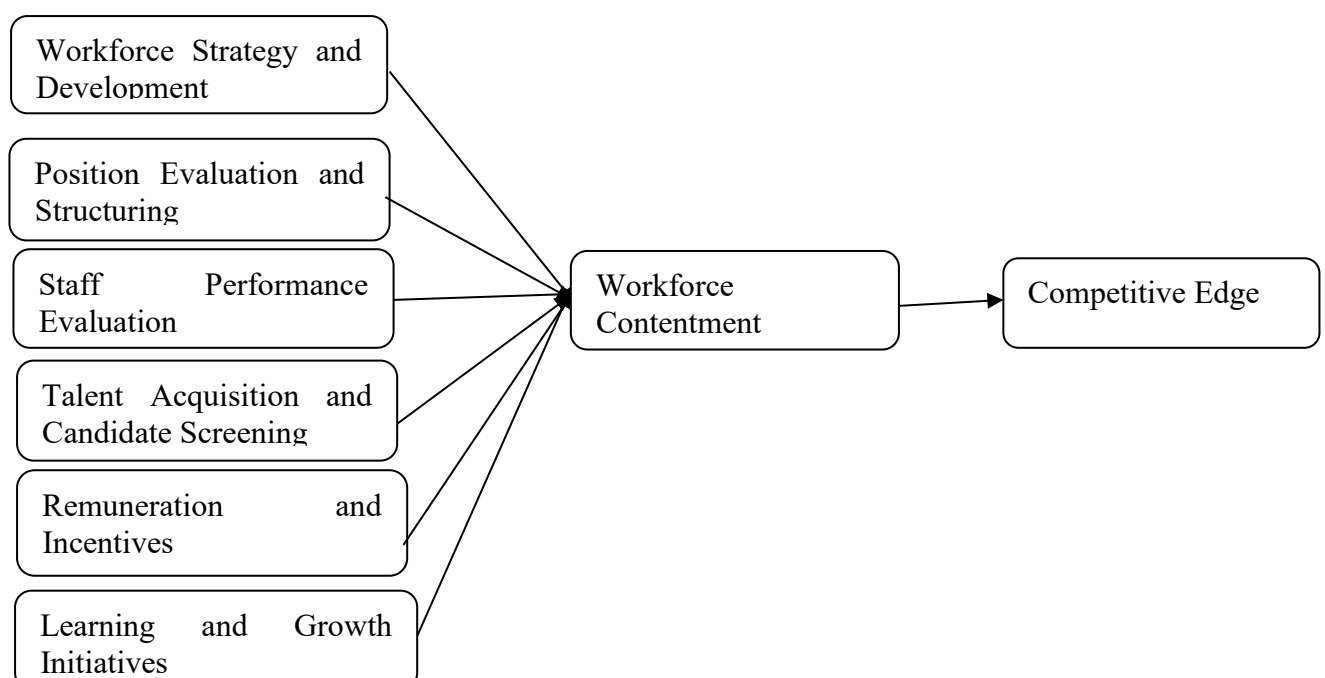 Workforce Strategy and
Development
Position Evaluation and
Structuring
Staff Performance
Evaluation
Talent Acquisition and
Candidate Screening
Remuneration and
Incentives
Learning and Growth
Initiatives
Workforce
Contentment
Competitive Edge